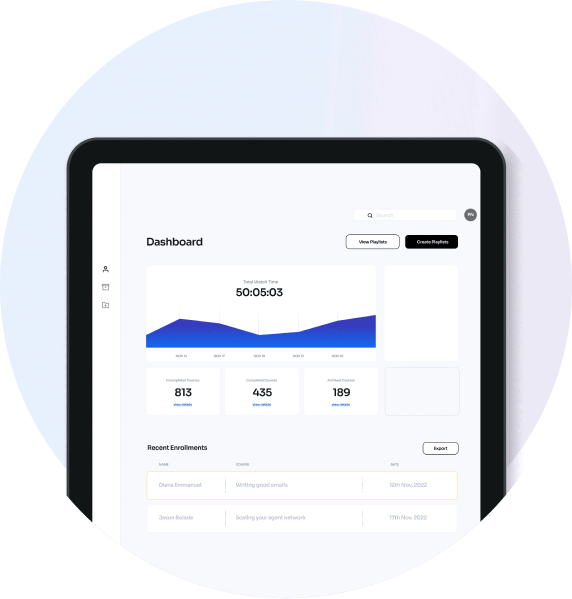 Search
PN
Dashboard
View Playlists
Create Playlists
Total Watch Time
50:05:03
NOV 16
NOV 17
NOV 18
NOV 19
NOV 20
Uncompleted Courses
Completed Courses
Archived Courses
813
435
189
view details
view details
view details
Recent Enrollments
Export
NAME
COURSE
DATE
Diana Emmanuel
Writing good emails
12th Nov, 2022
Jason Bolade
Scaling your agent network
17th Nov, 2022